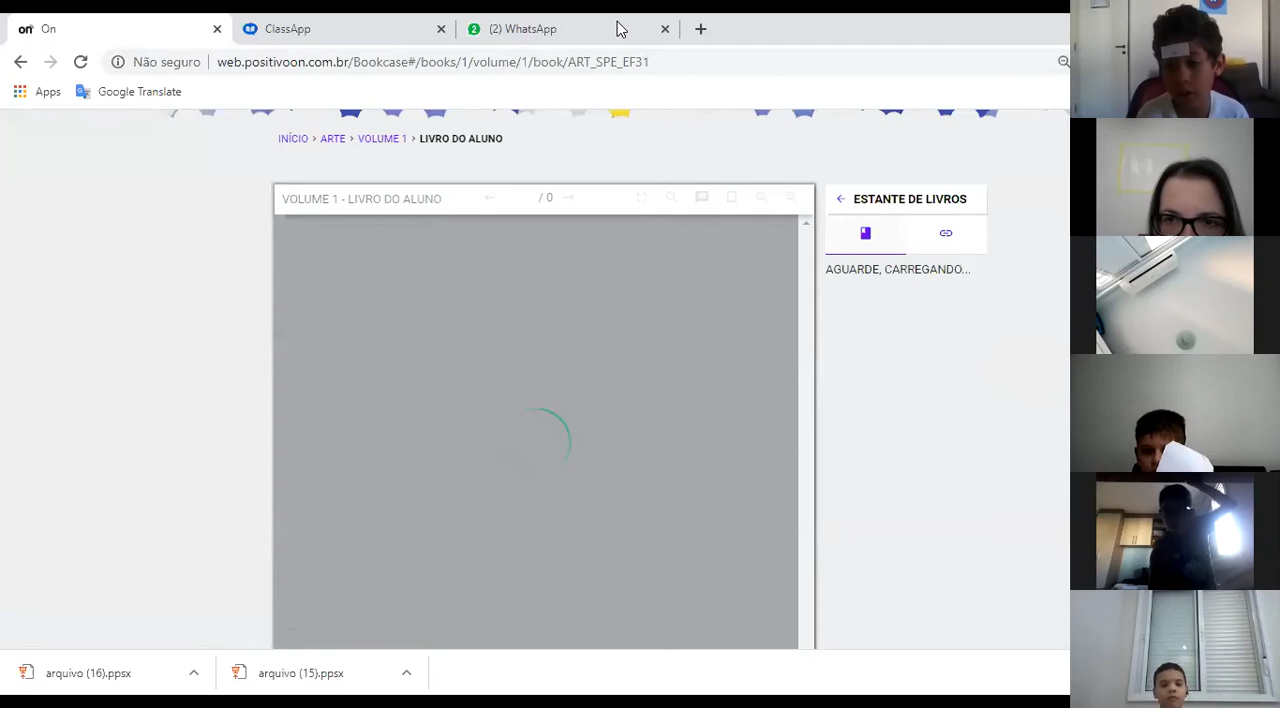 on On
ClassApp
2 (2) WhatsApp
Não seguro web.positivoon.com.br/Bookcase#/books/1/volume/1/book/ART_SPE_EF31
Apps Google Translate
INÍCIO > ARTE > VOLUME 1 > LIVRO DO ALUNO
VOLUME 1 - LIVRO DO ALUNO / 0
ESTANTE DE LIVROS
AGUARDE, CARREGANDO...
arquivo (16).ppsx
arquivo (15).ppsx